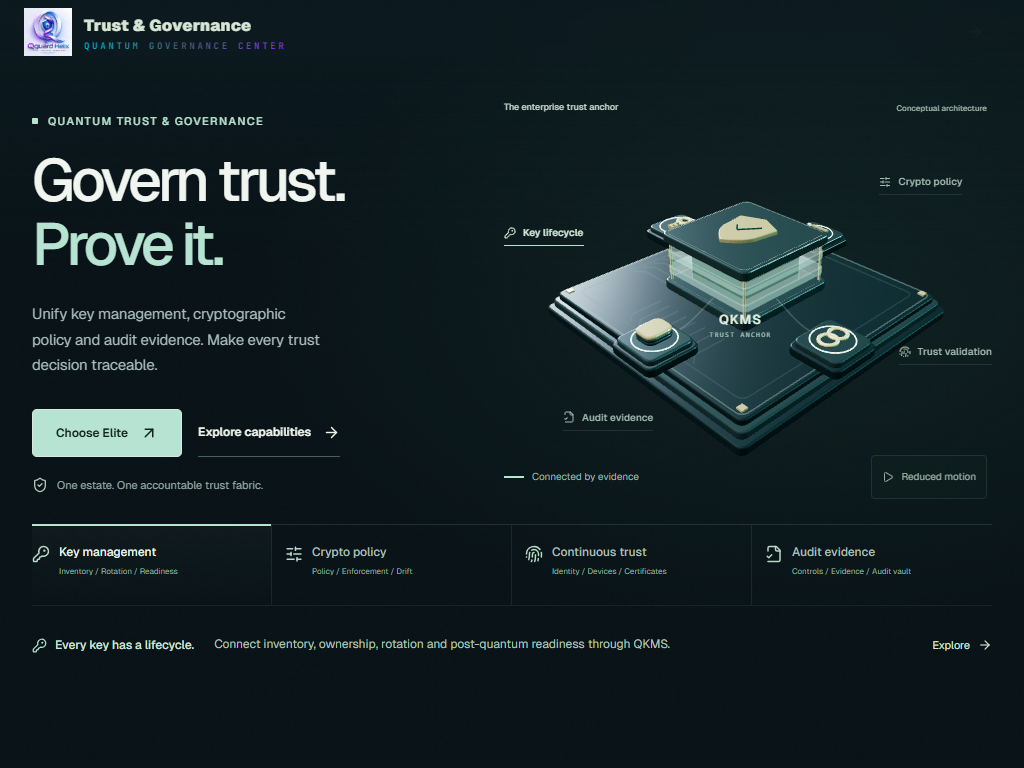 Qguard Helix
Trust & Governance
QUANTUM GOVERNANCE CENTER
QUANTUM TRUST & GOVERNANCE
Govern trust.
Prove it.
Unify key management, cryptographic
policy and audit evidence. Make every trust
decision traceable.
Choose Elite
Explore capabilities
One estate. One accountable trust fabric.
The enterprise trust anchor
Conceptual architecture
Crypto policy
Key lifecycle
QKMS
TRUST ANCHOR
Trust validation
Audit evidence
Connected by evidence
Reduced motion
Key management
Inventory / Rotation / Readiness
Crypto policy
Policy / Enforcement / Drift
Continuous trust
Identity / Devices / Certificates
Audit evidence
Controls / Evidence / Audit vault
Every key has a lifecycle.
Connect inventory, ownership, rotation and post-quantum readiness through QKMS.
Explore